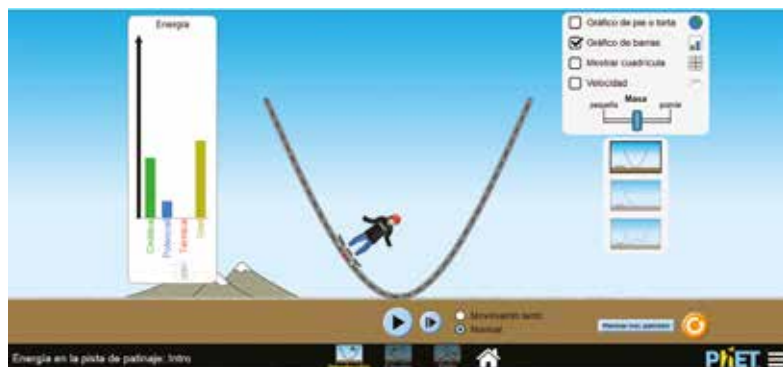 Energía
Gráfico de pie o torta
Gráfico de barras
Mostrar cuadrícula
Velocidad
Masa
pequeña
grande
Cinética
Potencial
Térmica
Total
Movimiento lento
Normal
Energía en la pista de patinaje: Intro
PhET